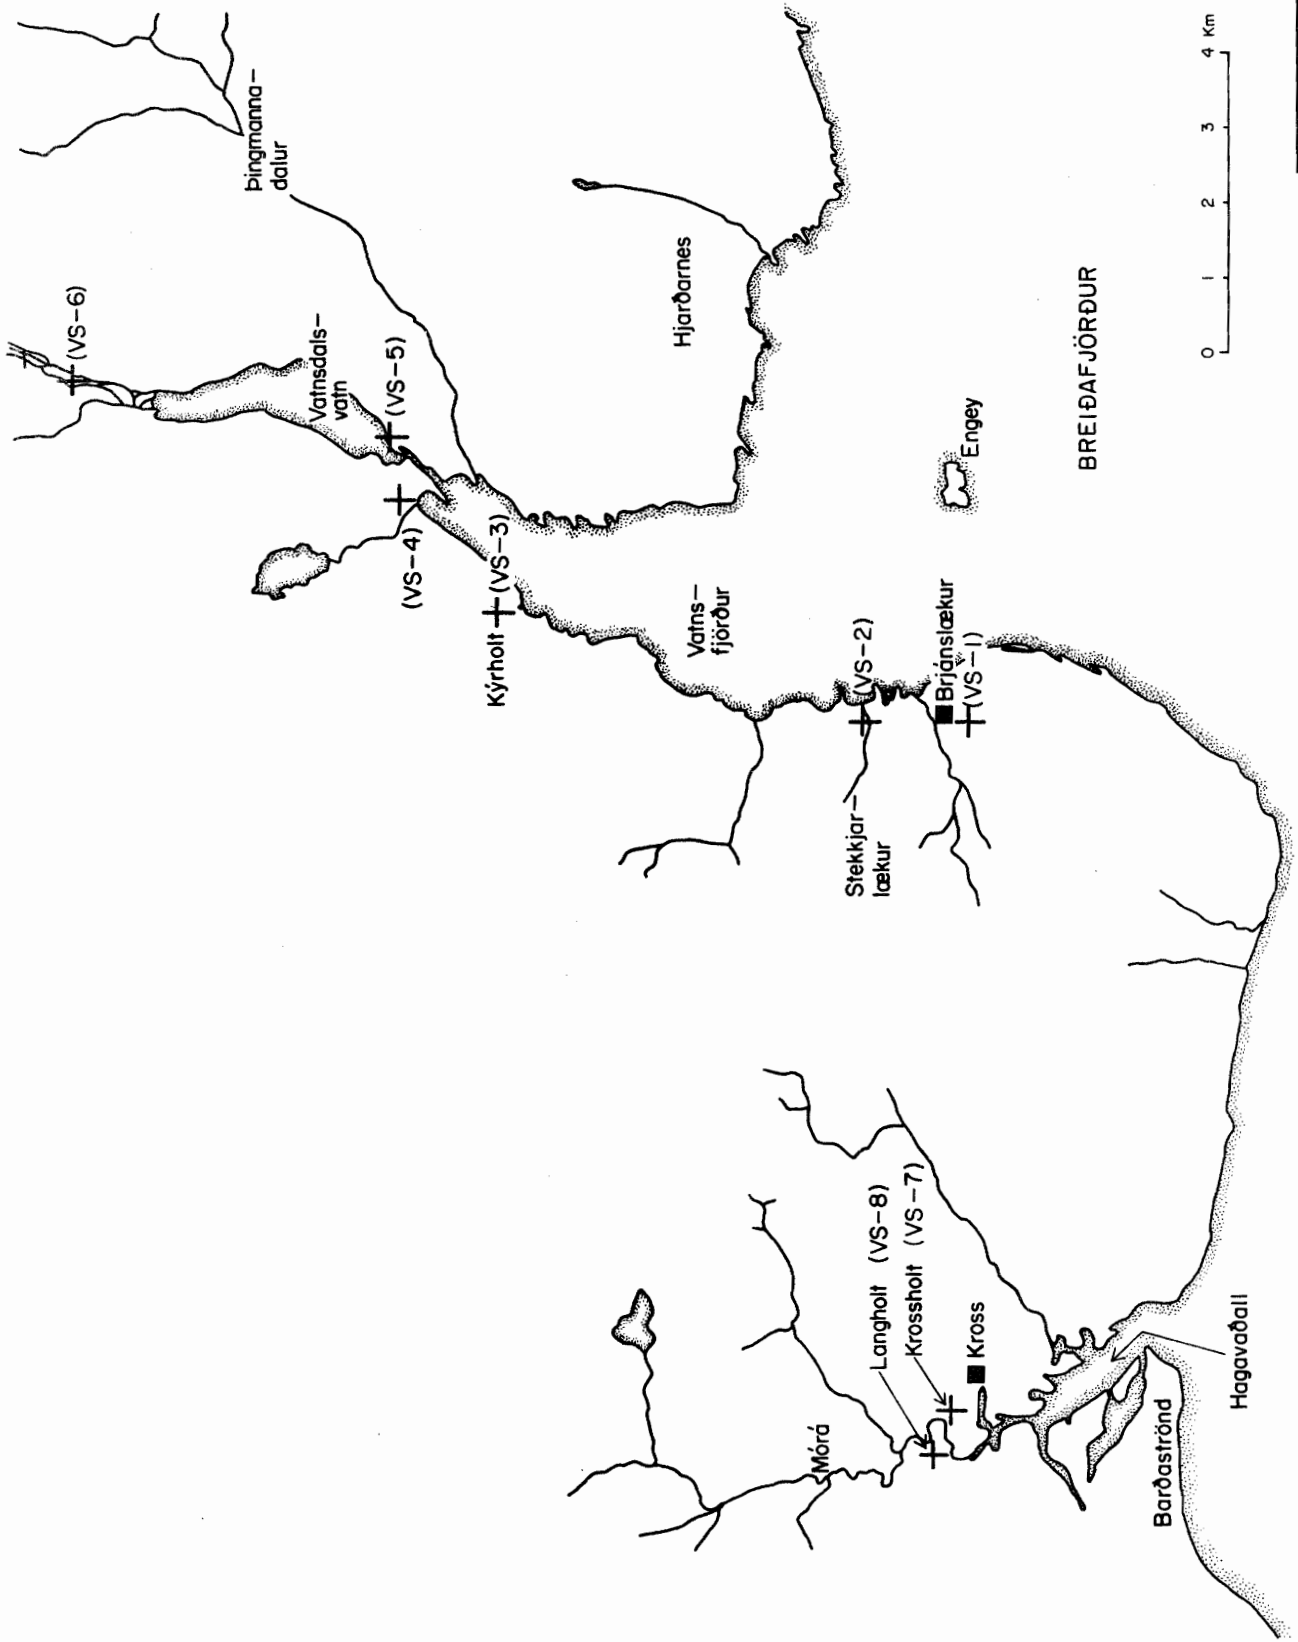 Þingmanna-
dalur
(VS-6)
Vatnsdals-
vatn
(VS-5)
(VS-4)
Kýrholt
(VS-3)
Hjarðarnes
Vatns-
fjörður
Engey
BREIÐAFJÖRÐUR
0 1 2 3 4 Km
(VS-2)
Stekkjar-
lækur
Brjánslækur
(VS-1)
Langholt (VS-8)
Krossholt (VS-7)
Kross
Mórá
Barðaströnd
Hagavaðall